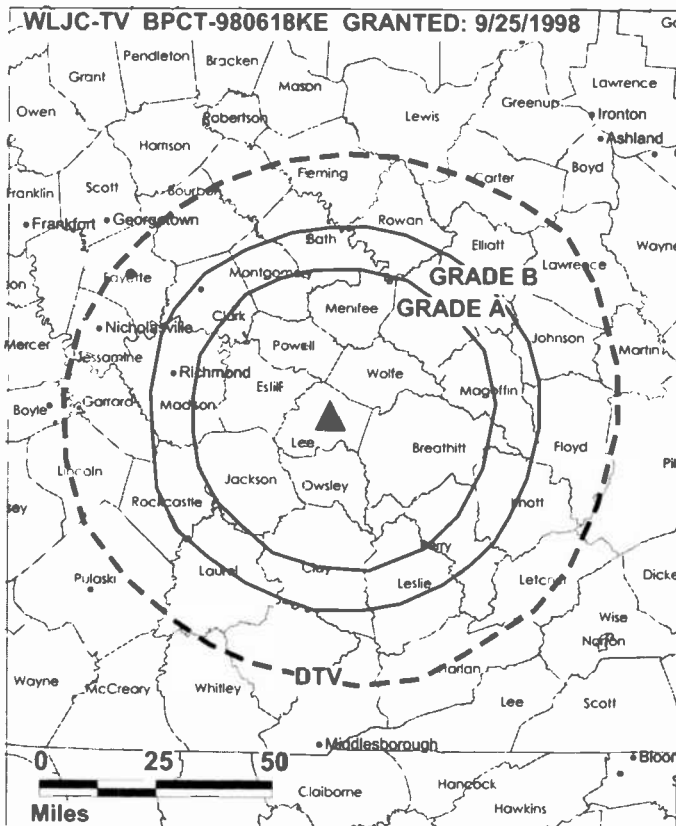 WLJC-TV BPCT-980618KE GRANTED: 9/25/1998
Pendleton
Bracken
Grant
Mason
Lawrence
Owen
Robertson
Lewis
Greenup
Ironton
Ashland
Harrison
Boyd
Fleming
Carter
Franklin
Scott
Bourbon
Rowan
Frankfort
Georgetown
Bath
Elliatt
Wayne
Fayette
Montgomery
GRADE B
Lawrence
Menifee
GRADE A
Clark
Nicholasville
Johnson
Mercer
Powell
Martin
Jessamine
Richmond
Wolfe
Estill
Magoffin
Boyle
Garrard
Madison
Lee
Breathitt
Floyd
Lincoln
Jackson
Owsley
Rockcastle
Knott
Perry
Laurel
Clay
Leslie
Pulaski
Wise
Norton
DTV
Harlan
Wayne
McCreary
Whitley
Lee
Scott
Middlesborough
0 25 50
Miles
Claiborne
Hancock
Hawkins